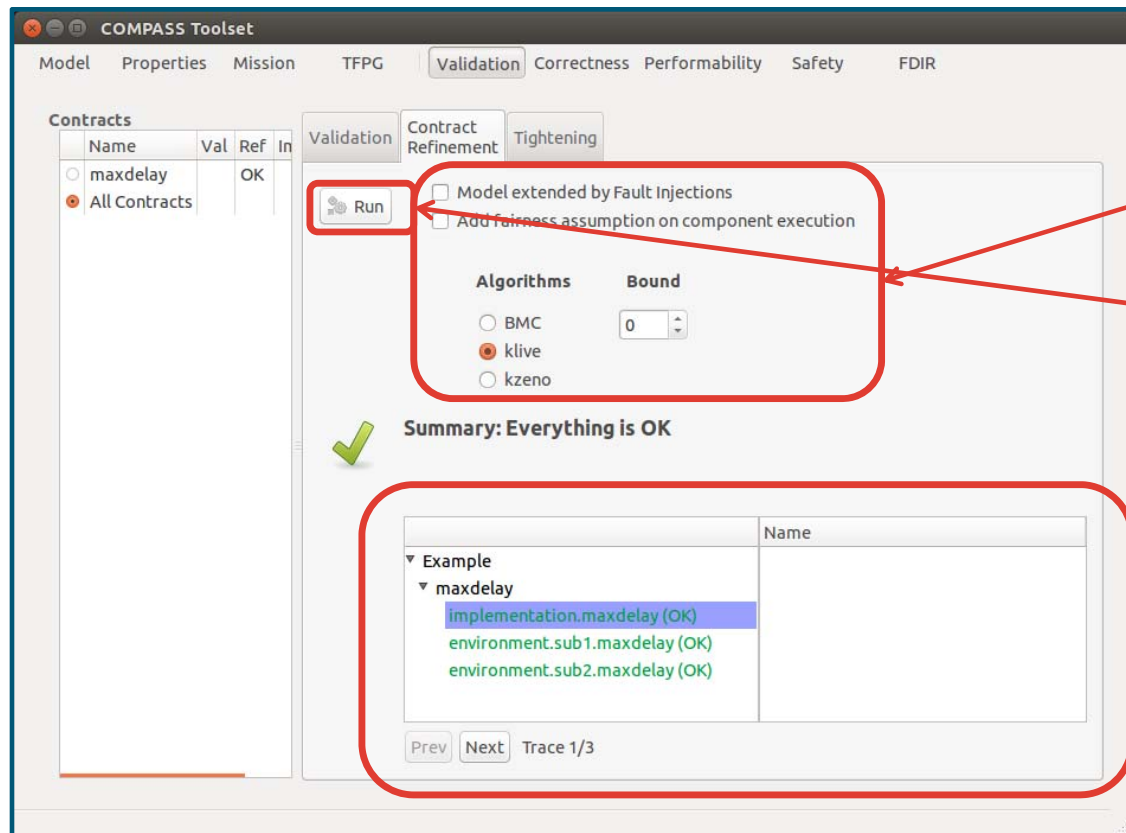 COMPASS Toolset
Model Properties Mission TFPG Validation Correctness Performability Safety FDIR
Contracts
Name Val Ref In
maxdelay OK
All Contracts
Validation Contract Refinement Tightening
Run
Model extended by Fault Injections
Add fairness assumption on component execution
Algorithms Bound
BMC 0
klive
kzeno
Summary: Everything is OK
Name
Example
maxdelay
implementation.maxdelay (OK)
environment.sub1.maxdelay (OK)
environment.sub2.maxdelay (OK)
Prev Next Trace 1/3